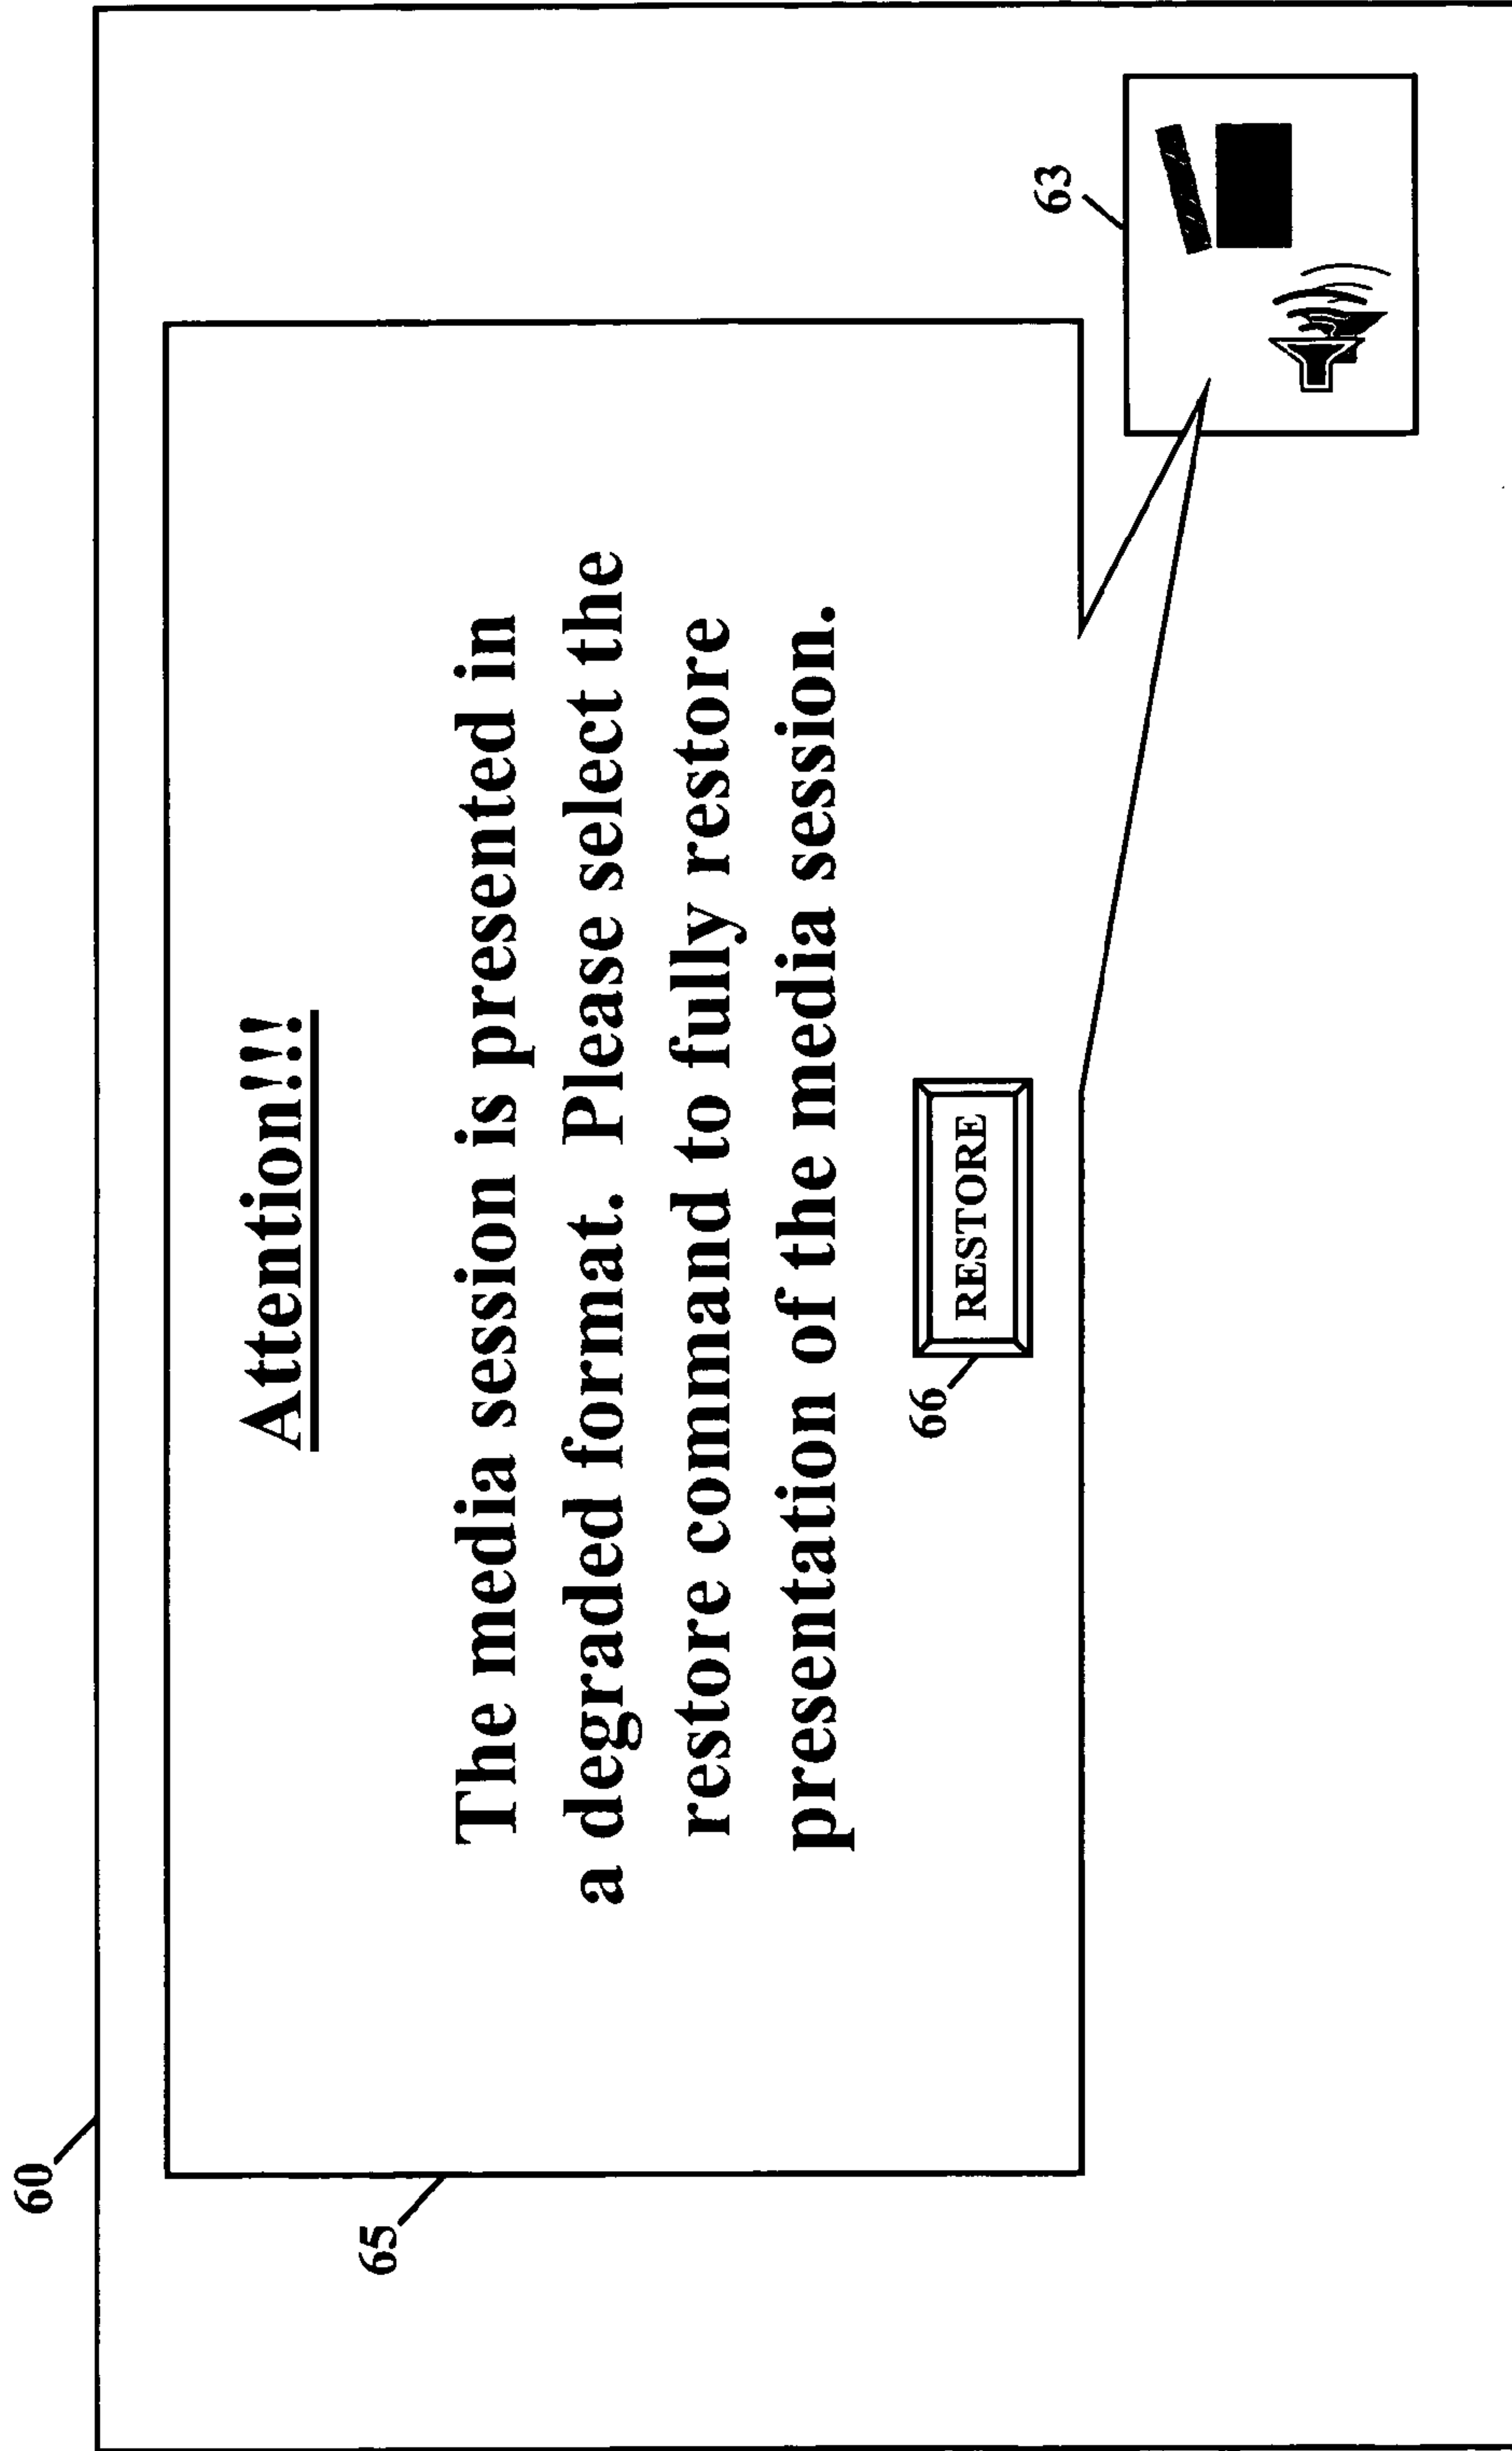 60
65
Attention!!!
The media session is presented in
a degraded format.  Please select the
restore command to fully restore
presentation of the media session.
66
RESTORE
63